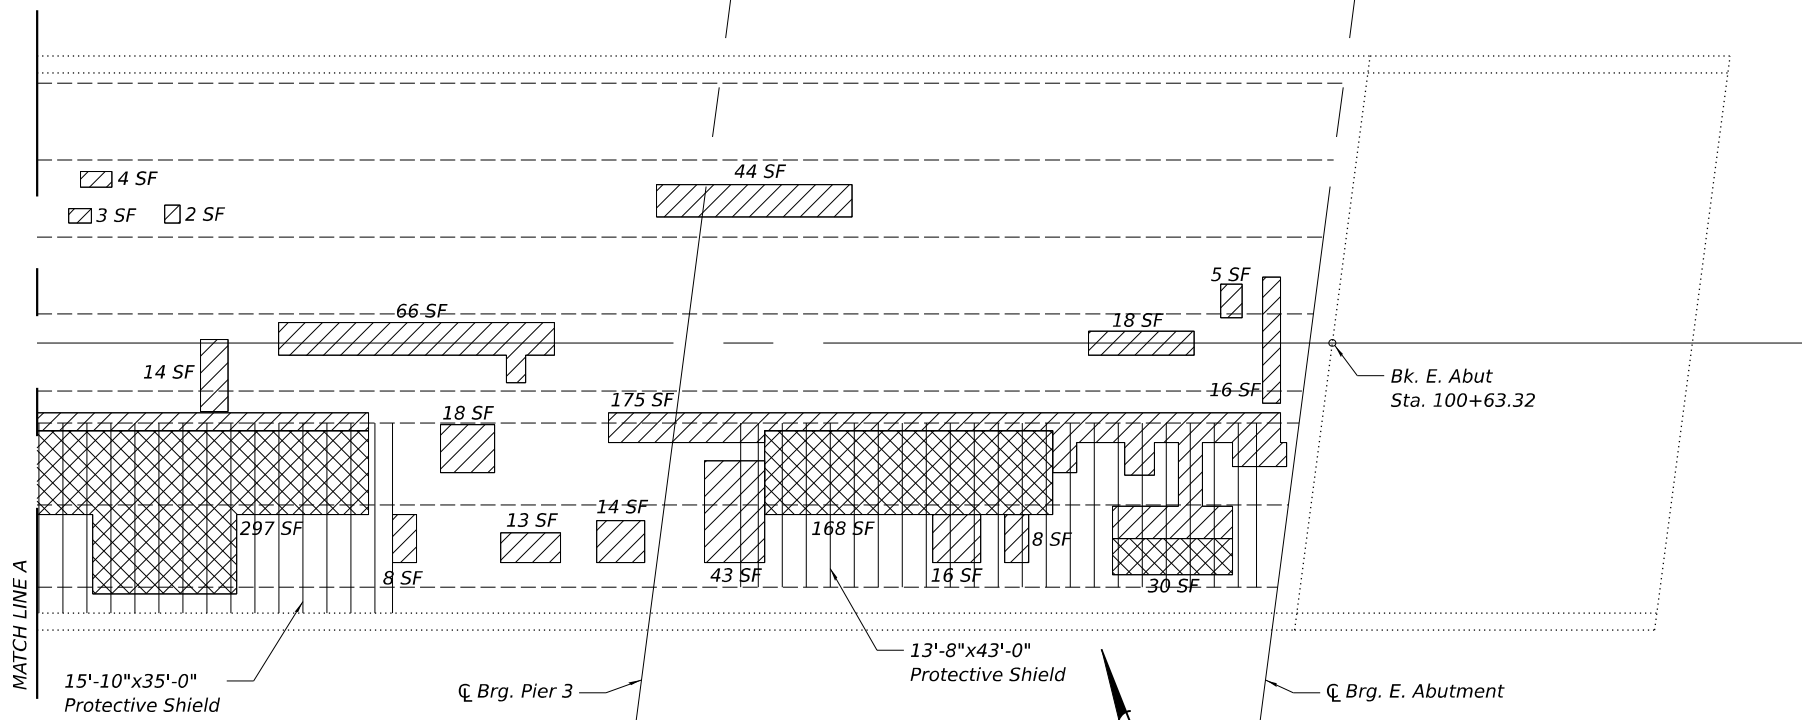 44 SF
4 SF
3 SF
2 SF
5 SF
66 SF
18 SF
14 SF
Bk. E. Abut
Sta. 100+63.32
16 SF
175 SF
18 SF
14 SF
13 SF
297 SF
168 SF
8 SF
8 SF
43 SF
16 SF
30 SF
MATCH LINE A
15'-10"x35'-0"
Protective Shield
℄ Brg. Pier 3
13'-8"x43'-0"
Protective Shield
℄ Brg. E. Abutment